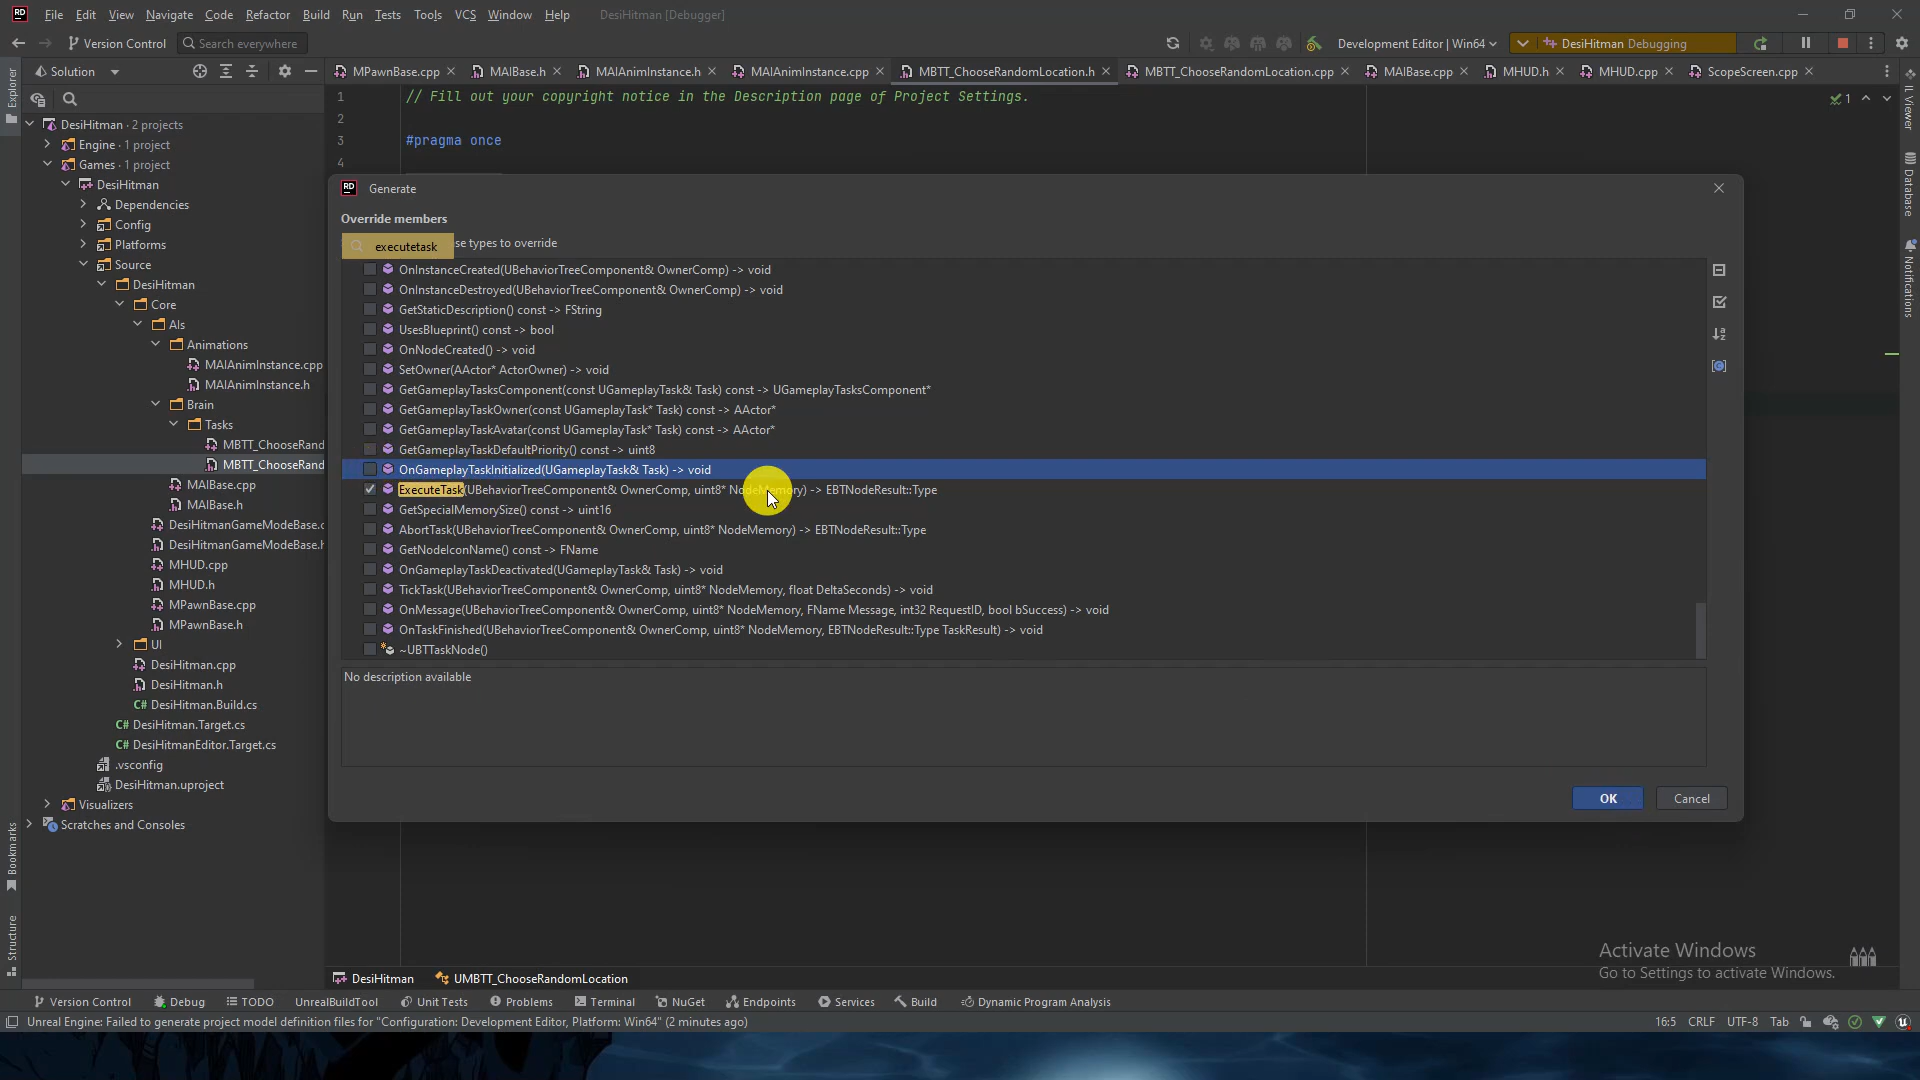 RD File Edit View Navigate Code Refactor Build Run Tests Tools VCS Window Help DesiHitman [Debugger]
Version Control Search everywhere Development Editor | Win64 DesiHitman Debugging
Solution MPawnBase.cpp MAIBase.h MAIAnimInstance.h MAIAnimInstance.cpp MBTT_ChooseRandomLocation.h MBTT_ChooseRandomLocation.cpp MAIBase.cpp MHUD.h MHUD.cpp ScopeScreen.cpp
Explorer
Bookmarks
Structure
DesiHitman · 2 projects
Engine · 1 project
Games · 1 project
DesiHitman
Dependencies
Config
Platforms
Source
DesiHitman
Core
AIs
Animations
MAIAnimInstance.cpp
MAIAnimInstance.h
Brain
Tasks
MBTT_ChooseRand
MBTT_ChooseRand
MAIBase.cpp
MAIBase.h
DesiHitmanGameModeBase.c
DesiHitmanGameModeBase.h
MHUD.cpp
MHUD.h
MPawnBase.cpp
MPawnBase.h
UI
DesiHitman.cpp
DesiHitman.h
C# DesiHitman.Build.cs
C# DesiHitman.Target.cs
C# DesiHitmanEditor.Target.cs
.vsconfig
DesiHitman.uproject
Visualizers
Scratches and Consoles
1 // Fill out your copyright notice in the Description page of Project Settings.
2
3 #pragma once
4
1
RD Generate
Override members
executetask se types to override
OnInstanceCreated(UBehaviorTreeComponent& OwnerComp) -> void
OnInstanceDestroyed(UBehaviorTreeComponent& OwnerComp) -> void
GetStaticDescription() const -> FString
UsesBlueprint() const -> bool
OnNodeCreated() -> void
SetOwner(AActor* ActorOwner) -> void
GetGameplayTasksComponent(const UGameplayTask& Task) const -> UGameplayTasksComponent*
GetGameplayTaskOwner(const UGameplayTask* Task) const -> AActor*
GetGameplayTaskAvatar(const UGameplayTask* Task) const -> AActor*
GetGameplayTaskDefaultPriority() const -> uint8
OnGameplayTaskInitialized(UGameplayTask& Task) -> void
ExecuteTask(UBehaviorTreeComponent& OwnerComp, uint8* NodeMemory) -> EBTNodeResult::Type
GetSpecialMemorySize() const -> uint16
AbortTask(UBehaviorTreeComponent& OwnerComp, uint8* NodeMemory) -> EBTNodeResult::Type
GetNodeIconName() const -> FName
OnGameplayTaskDeactivated(UGameplayTask& Task) -> void
TickTask(UBehaviorTreeComponent& OwnerComp, uint8* NodeMemory, float DeltaSeconds) -> void
OnMessage(UBehaviorTreeComponent& OwnerComp, uint8* NodeMemory, FName Message, int32 RequestID, bool bSuccess) -> void
OnTaskFinished(UBehaviorTreeComponent& OwnerComp, uint8* NodeMemory, EBTNodeResult::Type TaskResult) -> void
~UBTTaskNode()
No description available
OK Cancel
IL Viewer
Database
Notifications
Activate Windows
Go to Settings to activate Windows.
DesiHitman UMBTT_ChooseRandomLocation
Version Control Debug TODO UnrealBuildTool Unit Tests Problems Terminal NuGet Endpoints Services Build Dynamic Program Analysis
Unreal Engine: Failed to generate project model definition files for "Configuration: Development Editor, Platform: Win64" (2 minutes ago) 16:5 CRLF UTF-8 Tab